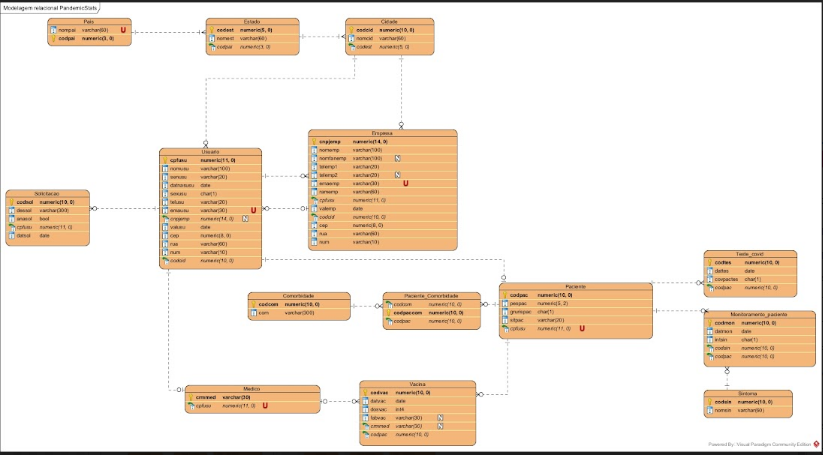 Modelagem relacional PandemicStats
Pais
nompai varchar(60) U
codpai numeric(3, 0)
Estado
codest numeric(5, 0)
nomest varchar(60)
codpai numeric(3, 0)
Cidade
codcid numeric(10, 0)
nomcid varchar(60)
codest numeric(5, 0)
Usuario
cpfusu numeric(11, 0)
nomusu varchar(100)
senusu varchar(30)
datnasusu date
sexusu char(1)
telusu varchar(20)
emausu varchar(30) U
cnpjemp numeric(14, 0) N
valusu date
cep numeric(8, 0)
rua varchar(60)
num varchar(10)
codcid numeric(10, 0)
Empresa
cnpjemp numeric(14, 0)
nomemp varchar(100)
nomfanemp varchar(100) N
telemp1 varchar(20)
telemp2 varchar(20) N
emaemp varchar(30) U
ramemp varchar(60)
cpfusu numeric(11, 0)
valemp date
codcid numeric(10, 0)
cep numeric(8, 0)
rua varchar(60)
num varchar(10)
Solicitacao
codsol numeric(10, 0)
dessol varchar(300)
bool
cpfusu numeric(11, 0)
datsol date
Comorbidade
codcom numeric(10, 0)
com varchar(300)
Paciente_Comorbidade
codcom numeric(10, 0)
codpaccom numeric(10, 0)
codpac numeric(10, 0)
Paciente
codpac numeric(10, 0)
pespac numeric(5, 2)
char(1)
sitpac varchar(20)
cpfusu numeric(11, 0) U
Teste_covid
codtes numeric(10, 0)
dattes date
char(1)
codpac numeric(10, 0)
Monitoramento_paciente
codmon numeric(10, 0)
datmon date
intsin char(1)
codsin numeric(10, 0)
codpac numeric(10, 0)
Sintoma
codsin numeric(10, 0)
nomsin varchar(60)
Medico
crmmed varchar(30)
cpfusu numeric(11, 0) U
Vacina
codvac numeric(10, 0)
datvac date
dosvac int4
labvac varchar(30) N
crmmed varchar(30) N
codpac numeric(10, 0)
Powered By: Visual Paradigm Community Edition